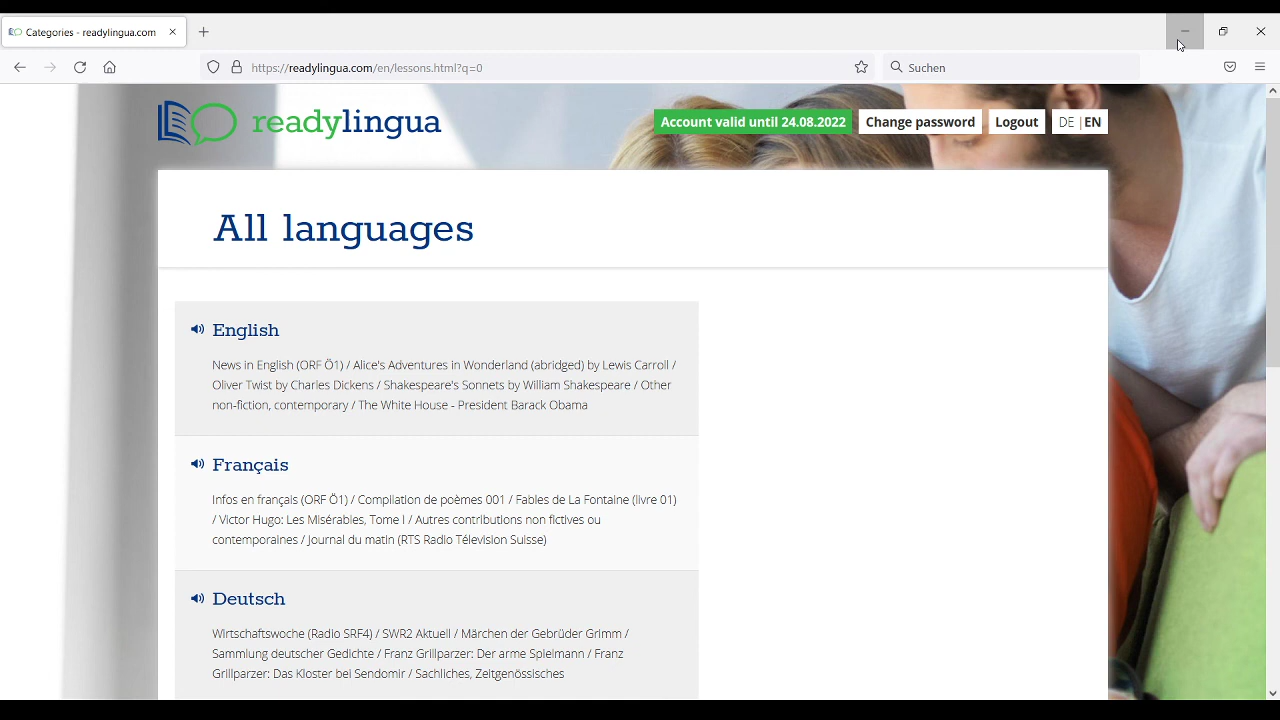 Categories - readylingua.com
https://readylingua.com/en/lessons.html?q=0
Suchen
readylingua
Account valid until 24.08.2022
Change password
Logout
DE | EN
All languages
English
News in English (ORF Ö1) / Alice's Adventures in Wonderland (abridged) by Lewis Carroll /
Oliver Twist by Charles Dickens / Shakespeare's Sonnets by William Shakespeare / Other
non-fiction, contemporary / The White House - President Barack Obama
Français
Infos en français (ORF Ö1) / Compilation de poèmes 001 / Fables de La Fontaine (livre 01)
/ Victor Hugo: Les Misérables, Tome I / Autres contributions non fictives ou
contemporaines / Journal du matin (RTS Radio Télévision Suisse)
Deutsch
Wirtschaftswoche (Radio SRF4) / SWR2 Aktuell / Märchen der Gebrüder Grimm /
Sammlung deutscher Gedichte / Franz Grillparzer: Der arme Spielmann / Franz
Grillparzer: Das Kloster bei Sendomir / Sachliches, Zeitgenössisches